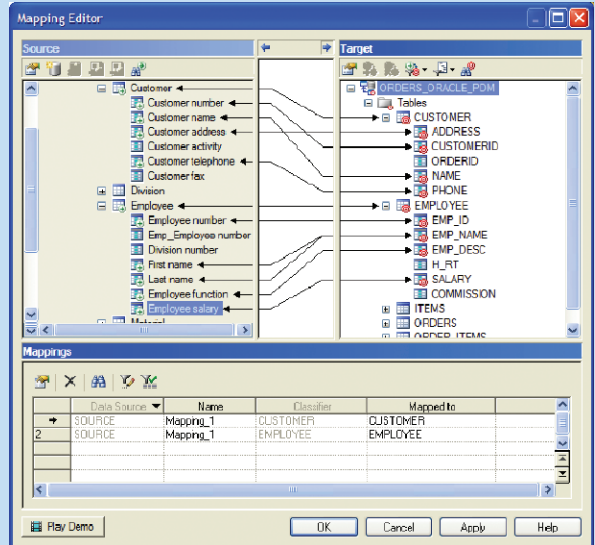 Mapping Editor
Source
Target
Customer
Customer number
Customer name
Customer address
Customer activity
Customer telephone
Customer fax
Division
Employee
Employee number
Emp_Employee number
Division number
First name
Last name
Employee function
Employee salary
Material
ORDERS_ORACLE_PDM
Tables
CUSTOMER
ADDRESS
CUSTOMERID
ORDERID
NAME
PHONE
EMPLOYEE
EMP_ID
EMP_NAME
EMP_DESC
H_RT
SALARY
COMMISSION
ITEMS
ORDERS
ORDER_ITEMS
Mappings
Data Source Name Classifier Mapped to
SOURCE Mapping_1 CUSTOMER CUSTOMER
2 SOURCE Mapping_1 EMPLOYEE EMPLOYEE
Play Demo OK Cancel Apply Help